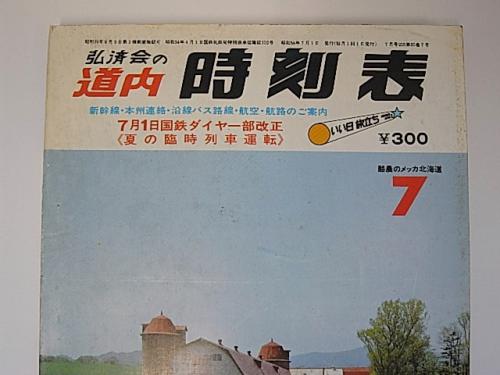 弘済会の
道内 時刻表
新幹線・本州連絡・沿線バス路線・航空・航路のご案内
7月1日国鉄ダイヤ一部改正
《夏の臨時列車運転》
いい日旅立ち
¥300
酪農のメッカ北海道
7